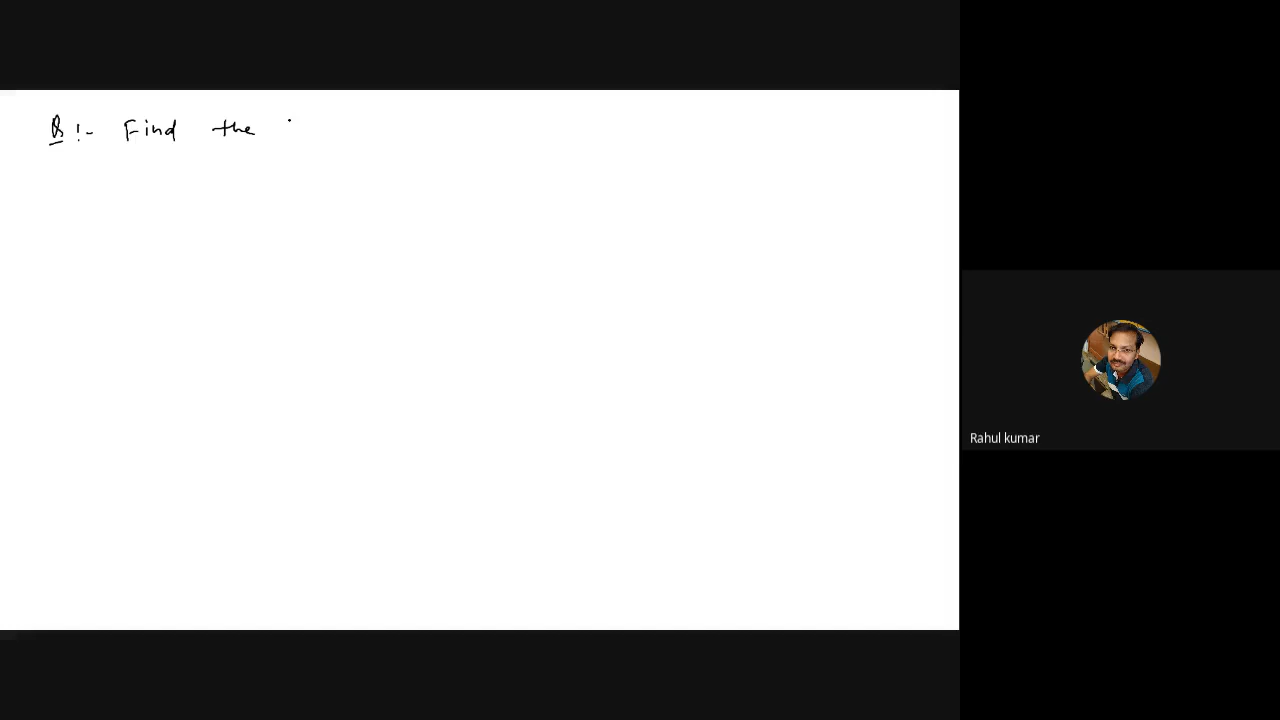 Q :- Find the
Rahul kumar